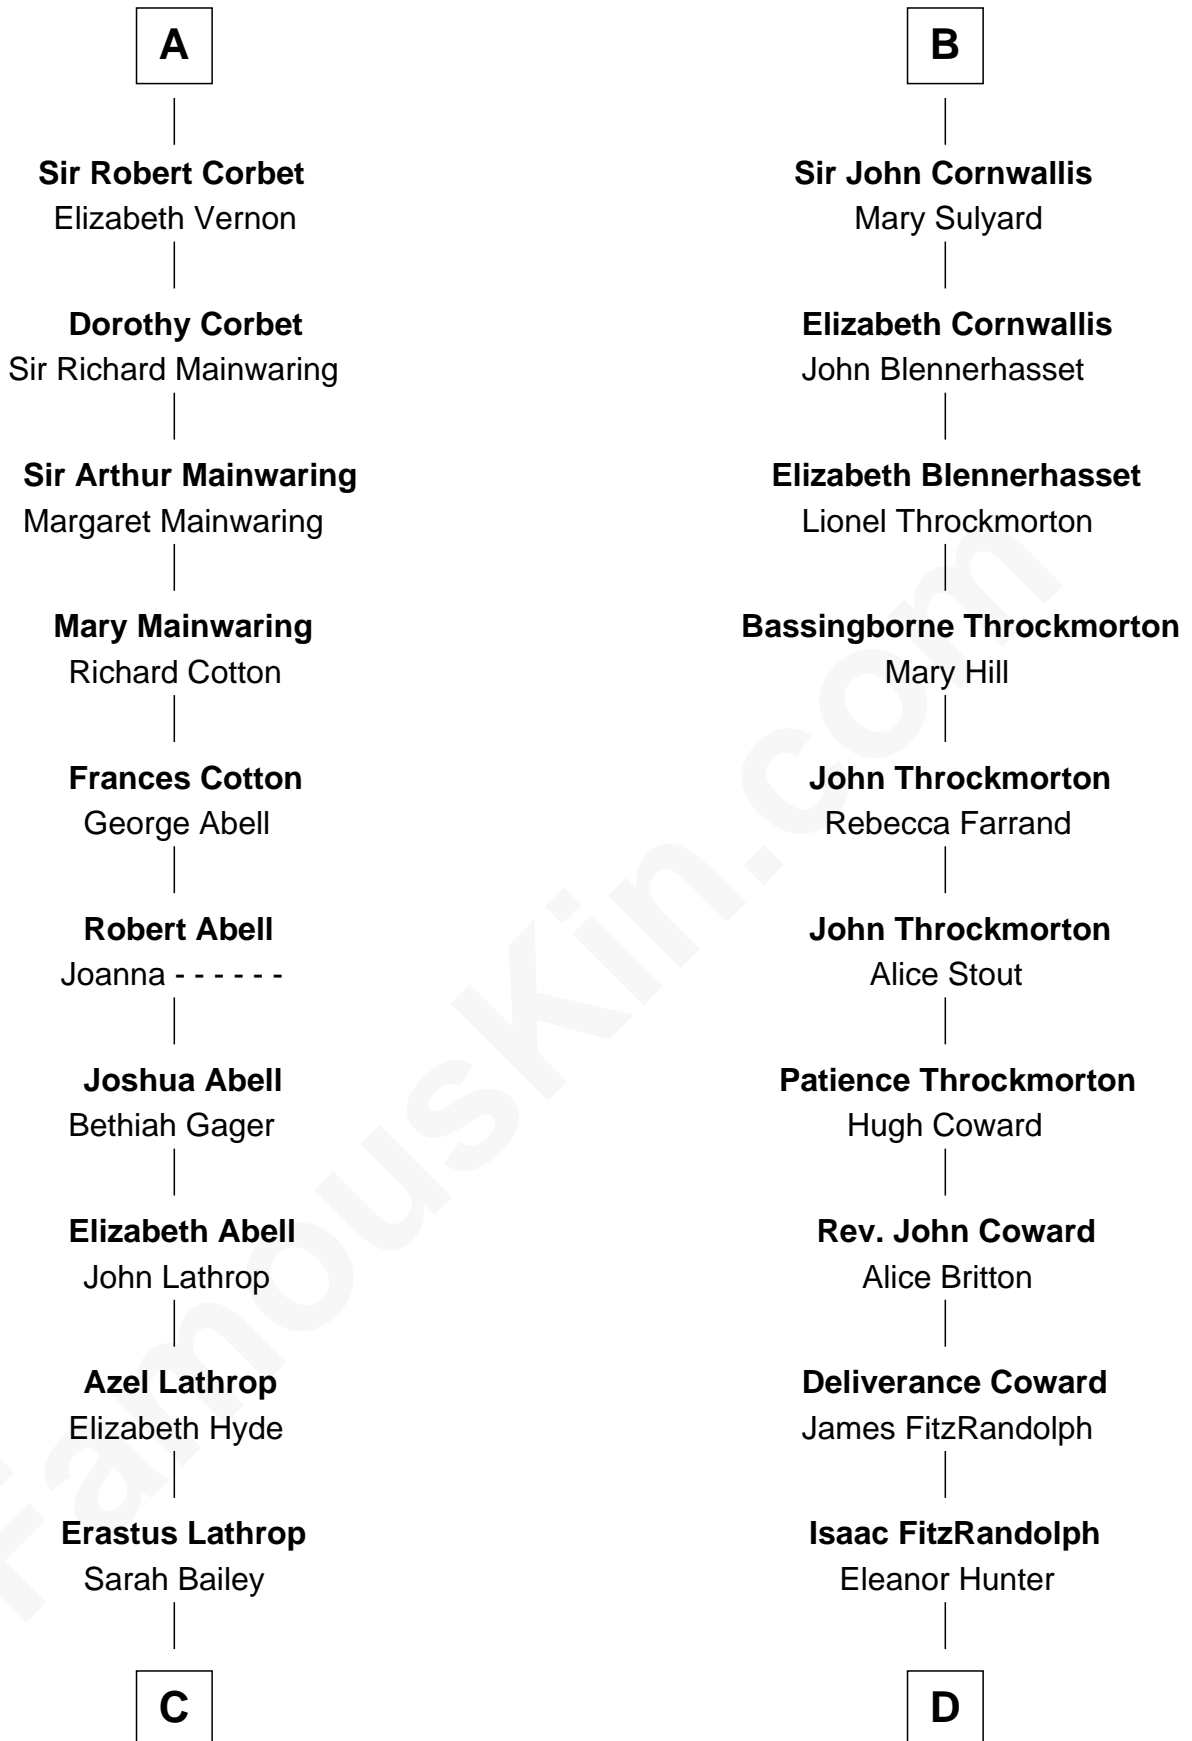 A
Sir Robert Corbet
Elizabeth Vernon
Dorothy Corbet
Sir Richard Mainwaring
Sir Arthur Mainwaring
Margaret Mainwaring
Mary Mainwaring
Richard Cotton
Frances Cotton
George Abell
Robert Abell
Joanna - - - - - -
Joshua Abell
Bethiah Gager
Elizabeth Abell
John Lathrop
Azel Lathrop
Elizabeth Hyde
Erastus Lathrop
Sarah Bailey
C
B
Sir John Cornwallis
Mary Sulyard
Elizabeth Cornwallis
John Blennerhasset
Elizabeth Blennerhasset
Lionel Throckmorton
Bassingborne Throckmorton
Mary Hill
John Throckmorton
Rebecca Farrand
John Throckmorton
Alice Stout
Patience Throckmorton
Hugh Coward
Rev. John Coward
Alice Britton
Deliverance Coward
James FitzRandolph
Isaac FitzRandolph
Eleanor Hunter
D
FamousKin.com